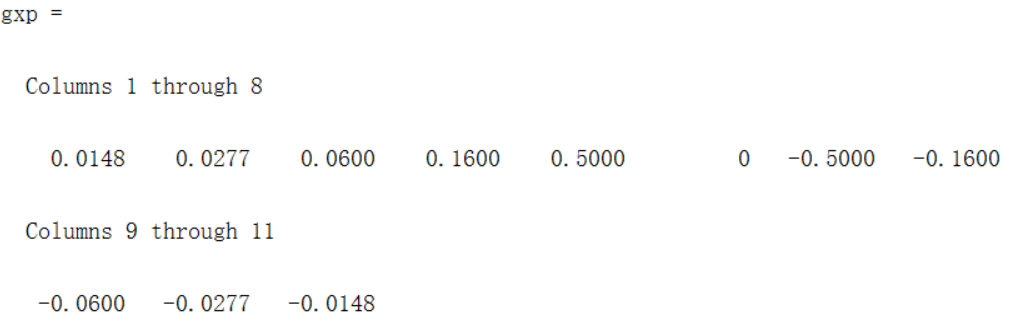 gxp =
Columns 1 through 8
0.0148 0.0277 0.0600 0.1600 0.5000 0 -0.5000 -0.1600
Columns 9 through 11
-0.0600 -0.0277 -0.0148